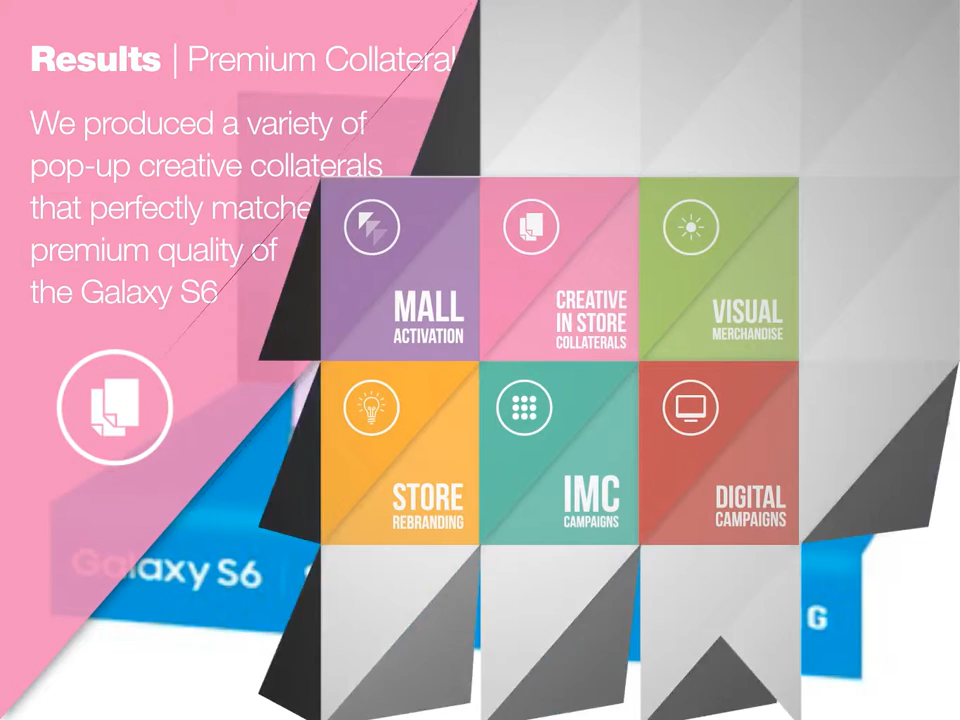 Results | Premium Collateral
We produced a variety of
pop-up creative collaterals
that perfectly matche
premium quality of
the Galaxy S6
MALL
ACTIVATION
CREATIVE
IN STORE
COLLATERALS
VISUAL
MERCHANDISE
STORE
REBRANDING
IMC
CAMPAIGNS
DIGITAL
CAMPAIGNS
Galaxy S6
G